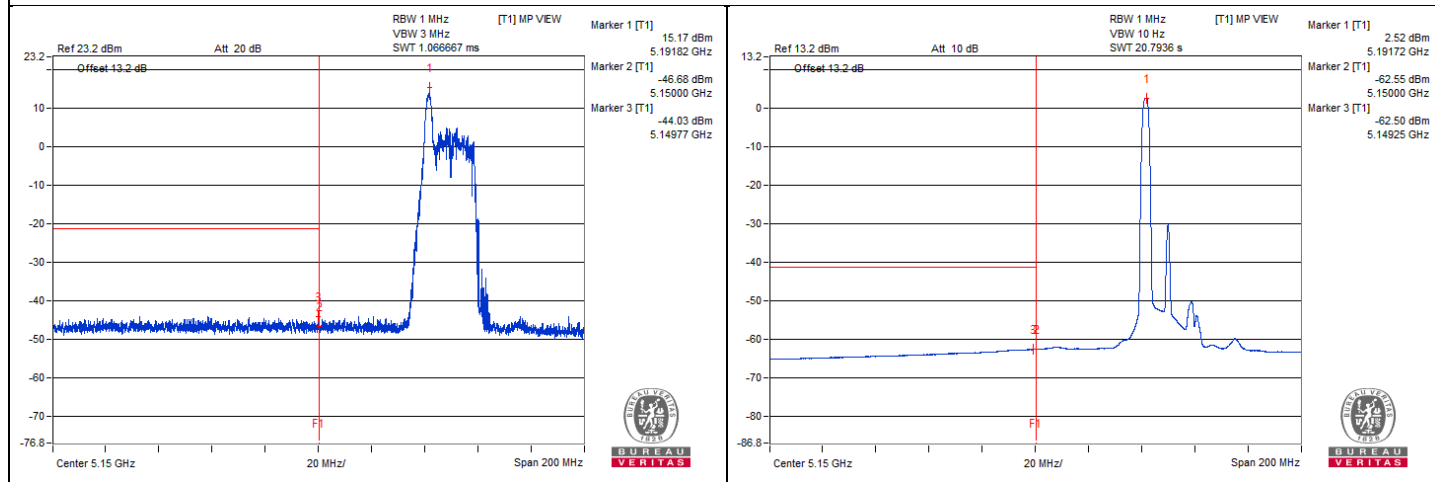 RBW 1 MHz
[T1] MP VIEW
VBW 3 MHz
Ref 23.2 dBm
Att 20 dB
SWT 1.066667 ms
Marker 1 [T1]
15.17 dBm
5.19182 GHz
Marker 2 [T1]
-46.68 dBm
5.15000 GHz
Marker 3 [T1]
-44.03 dBm
5.14977 GHz
23.2
Offset 13.2 dB
1
10
0
-10
-20
-30
-40
3
2
-50
-60
-70
F1
-76.8
Center 5.15 GHz
20 MHz/
Span 200 MHz
BUREAU VERITAS
1828
BUREAU
VERITAS
RBW 1 MHz
[T1] MP VIEW
VBW 10 Hz
Ref 13.2 dBm
Att 10 dB
SWT 20.7936 s
Marker 1 [T1]
2.52 dBm
5.19172 GHz
Marker 2 [T1]
-62.55 dBm
5.15000 GHz
Marker 3 [T1]
-62.50 dBm
5.14925 GHz
13.2
Offset 13.2 dB
1
0
-10
-20
-30
-40
-50
32
-60
-70
-80
F1
-86.8
Center 5.15 GHz
20 MHz/
Span 200 MHz
BUREAU VERITAS
1828
BUREAU
VERITAS